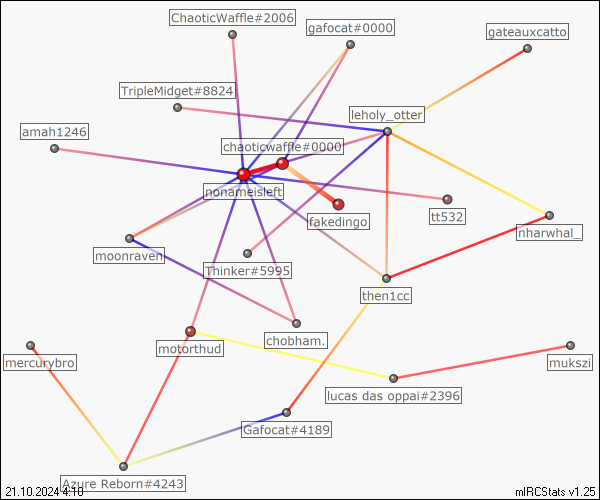 ChaoticWaffle#2006
gafocat#0000
gateauxcatto
TripleMidget#8824
leholy_otter
amah1246
chaoticwaffle#0000
nonameisleft
fakedingo
tt532
nharwhal_
moonraven
Thinker#5995
then1cc
chobham.
motorthud
mercurybro
mukszi
lucas das oppai#2396
Gafocat#4189
Azure Reborn#4243
21.10.2024 4:10
mIRCStats v1.25